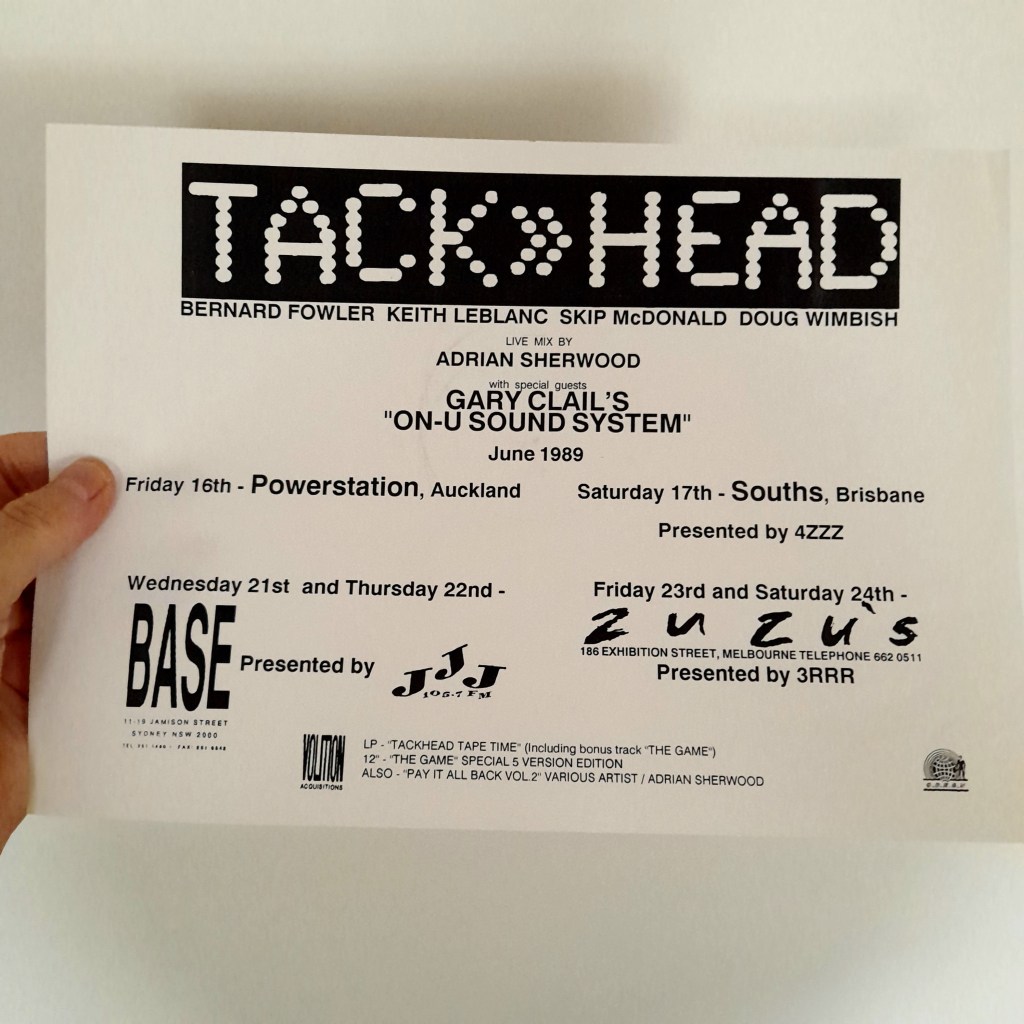 TACK>>HEAD
BERNARD FOWLER KEITH LEBLANC SKIP McDONALD DOUG WIMBISH
LIVE MIX BY
ADRIAN SHERWOOD
with special guests
GARY CLAIL'S
"ON-U SOUND SYSTEM"
June 1989
Friday 16th - Powerstation, Auckland
Saturday 17th - Souths, Brisbane
Presented by 4ZZZ
Wednesday 21st and Thursday 22nd -
BASE
Presented by
JJJ
105.7 FM
11-19 JAMISON STREET
SYDNEY NSW 2000
Friday 23rd and Saturday 24th -
zuzu's
186 EXHIBITION STREET, MELBOURNE TELEPHONE 662 0511
Presented by 3RRR
VOLITION
ACQUISITIONS
LP - "TACKHEAD TAPE TIME" (Including bonus track "THE GAME")
12" - "THE GAME" SPECIAL 5 VERSION EDITION
ALSO - "PAY IT ALL BACK VOL.2" VARIOUS ARTIST / ADRIAN SHERWOOD